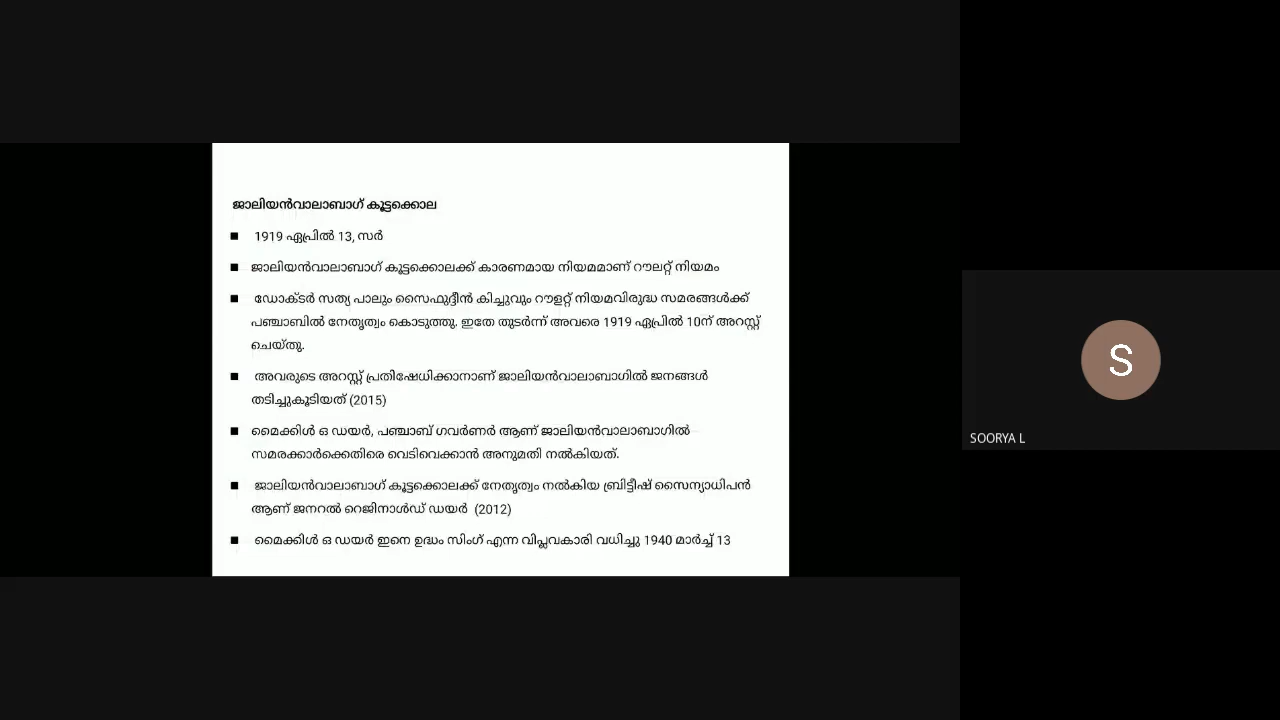 ജാലിയൻവാലാബാഗ് കൂട്ടക്കൊല
■ 1919 ഏപ്രിൽ 13, സർ
■ ജാലിയൻവാലാബാഗ് കൂട്ടക്കൊലക്ക് കാരണമായ നിയമമാണ് റൗലറ്റ് നിയമം
■ ഡോക്ടർ സത്യ പാലും സൈഫുദ്ദീൻ കിച്ചുവും റൗളറ്റ് നിയമവിരുദ്ധ സമരങ്ങൾക്ക്
പഞ്ചാബിൽ നേതൃത്വം കൊടുത്തു. ഇതേ തുടർന്ന് അവരെ 1919 ഏപ്രിൽ 10ന് അറസ്റ്റ്
ചെയ്തു.
■ അവരുടെ അറസ്റ്റ് പ്രതിഷേധിക്കാനാണ് ജാലിയൻവാലാബാഗിൽ ജനങ്ങൾ
തടിച്ചുകൂടിയത് (2015)
■ മൈക്കിൾ ഒ ഡയർ, പഞ്ചാബ് ഗവർണർ ആണ് ജാലിയൻവാലാബാഗിൽ
സമരക്കാർക്കെതിരെ വെടിവെക്കാൻ അനുമതി നൽകിയത്.
■ ജാലിയൻവാലാബാഗ് കൂട്ടക്കൊലക്ക് നേതൃത്വം നൽകിയ ബ്രിട്ടീഷ് സൈന്യാധിപൻ
ആണ് ജനറൽ റെജിനാൾഡ് ഡയർ (2012)
■ മൈക്കിൾ ഒ ഡയർ ഇനെ ഉദ്ധം സിംഗ് എന്ന വിപ്ലവകാരി വധിച്ചു 1940 മാർച്ച് 13
S
SOORYA L